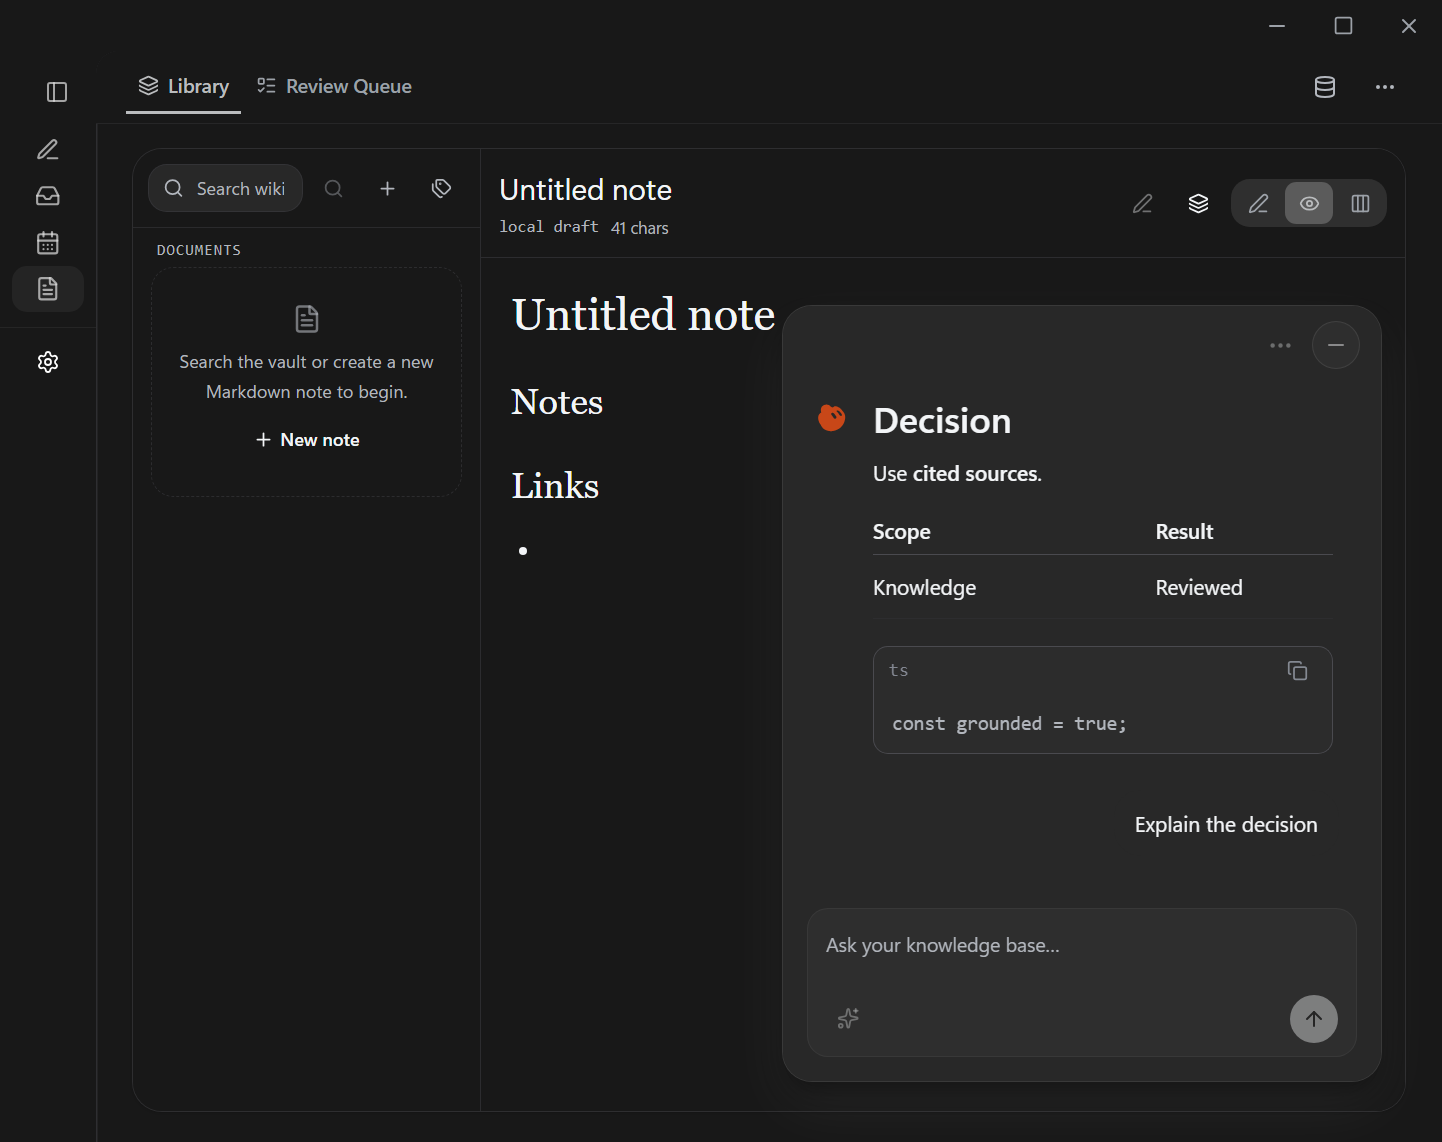 Library
Review Queue
Search wiki
DOCUMENTS
Search the vault or create a new
Markdown note to begin.
New note
Untitled note
local draft 41 chars
Untitled note
Notes
Links
Decision
Use cited sources.
Scope Result
Knowledge Reviewed
ts
const grounded = true;
Explain the decision
Ask your knowledge base...